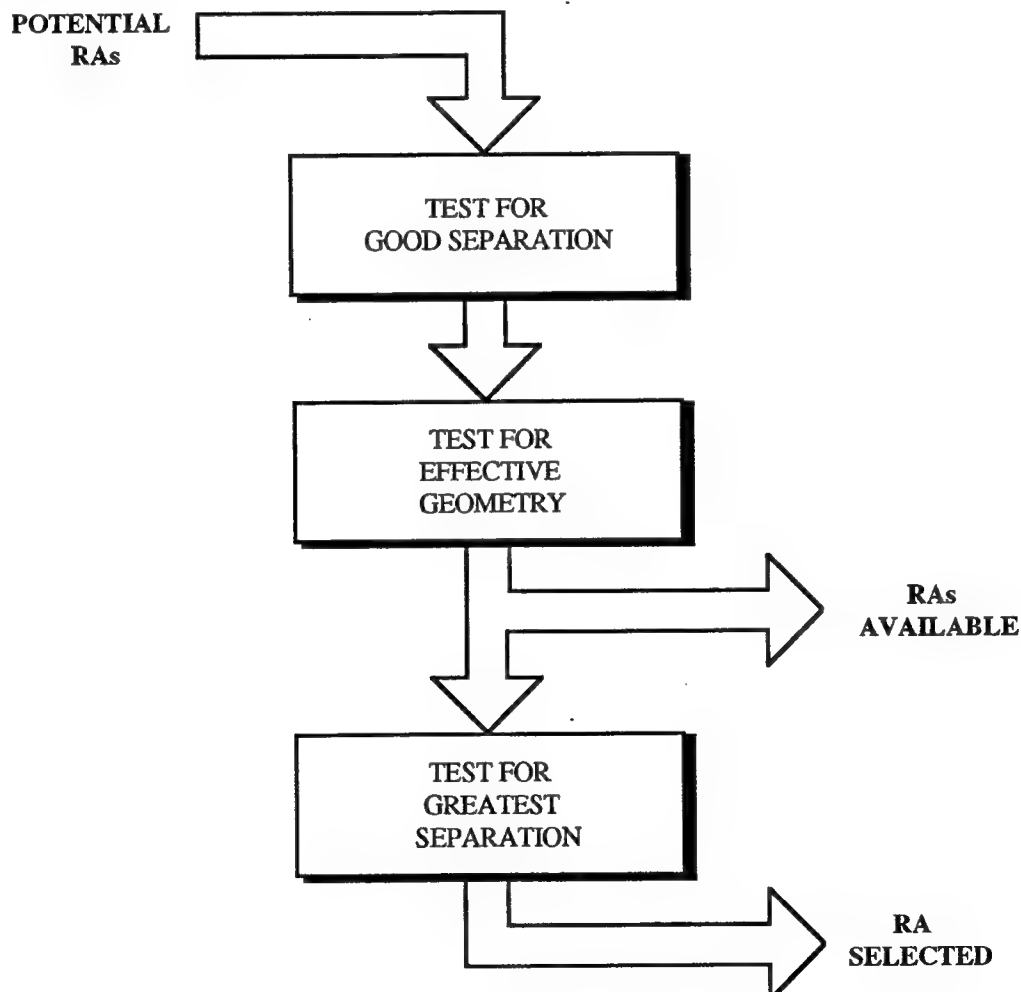 POTENTIAL
RAs
TEST FOR
GOOD SEPARATION
TEST FOR
EFFECTIVE
GEOMETRY
RAs
AVAILABLE
TEST FOR
GREATEST
SEPARATION
RA
SELECTED